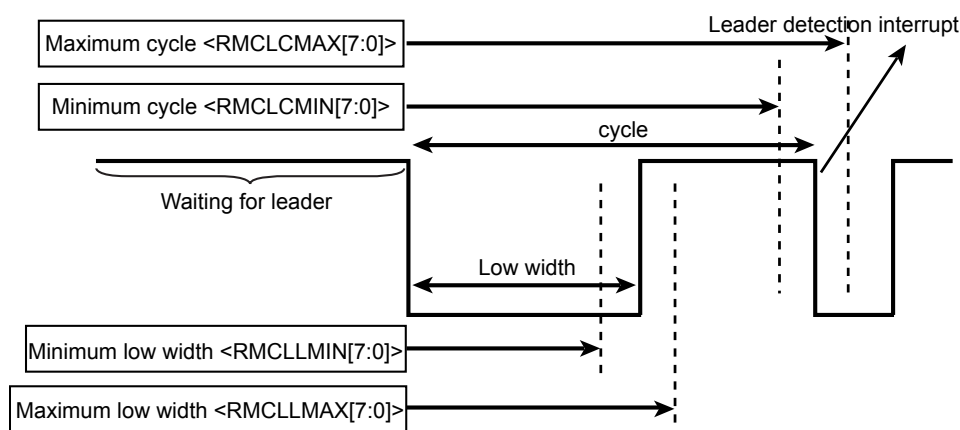 Leader detection interrupt
Maximum cycle <RMCLCMAX[7:0]>
Minimum cycle <RMCLCMIN[7:0]>
cycle
Waiting for leader
Low width
Minimum low width <RMCLLMIN[7:0]>
Maximum low width <RMCLLMAX[7:0]>